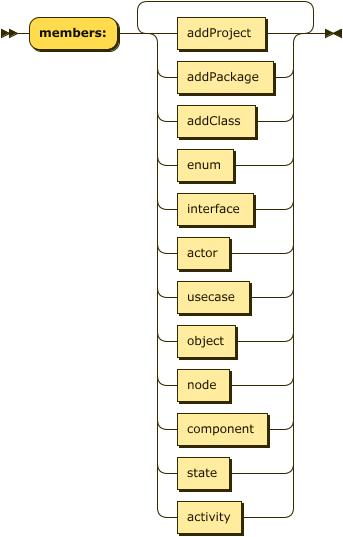 members:
addProject
addPackage
addClass
enum
interface
actor
usecase
object
node
component
state
activity